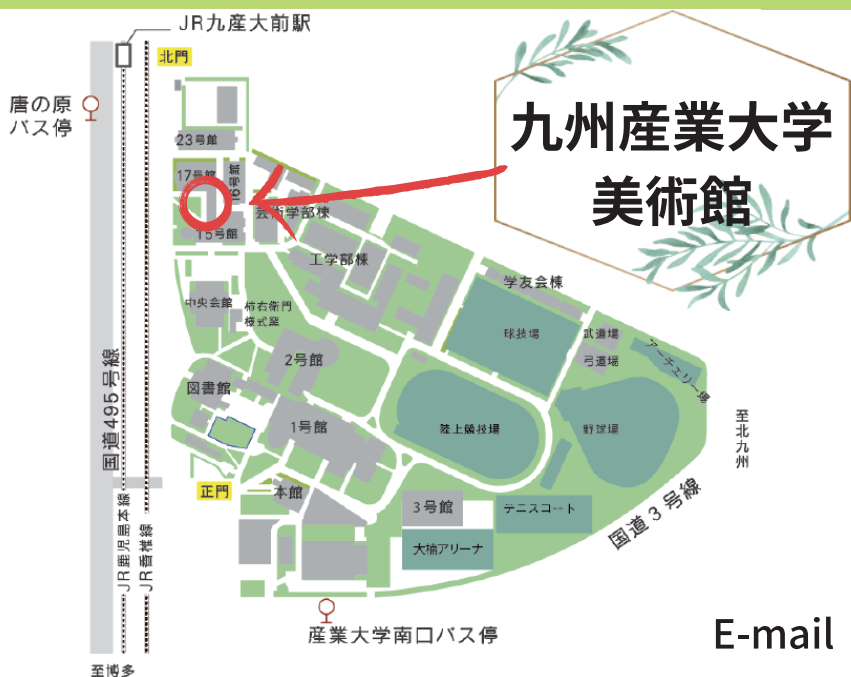 JR九産大前駅
北門
唐の原
バス停
九州産業大学
美術館
23号館
17号館
16号館
芸術学部棟
15号館
工学部棟
学友会棟
中央会館
柿右衛門
様式窯
球技場
武道場
弓道場
アーチェリー場
2号館
図書館
国道495号線
1号館
陸上競技場
野球場
至北九州
正門
本館
3号館
テニスコート
国道3号線
大楠アリーナ
JR鹿児島本線
JR香椎線
産業大学南口バス停
E-mail
至博多